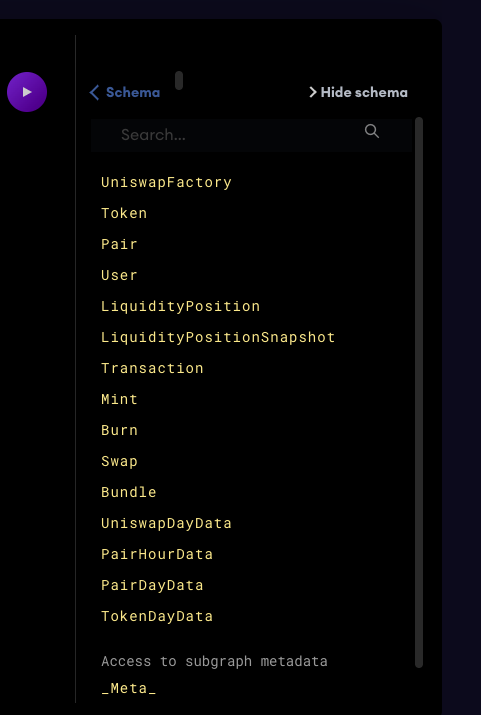 Schema
Hide schema
Search...
UniswapFactory
Token
Pair
User
LiquidityPosition
LiquidityPositionSnapshot
Transaction
Mint
Burn
Swap
Bundle
UniswapDayData
PairHourData
PairDayData
TokenDayData
Access to subgraph metadata
_Meta_